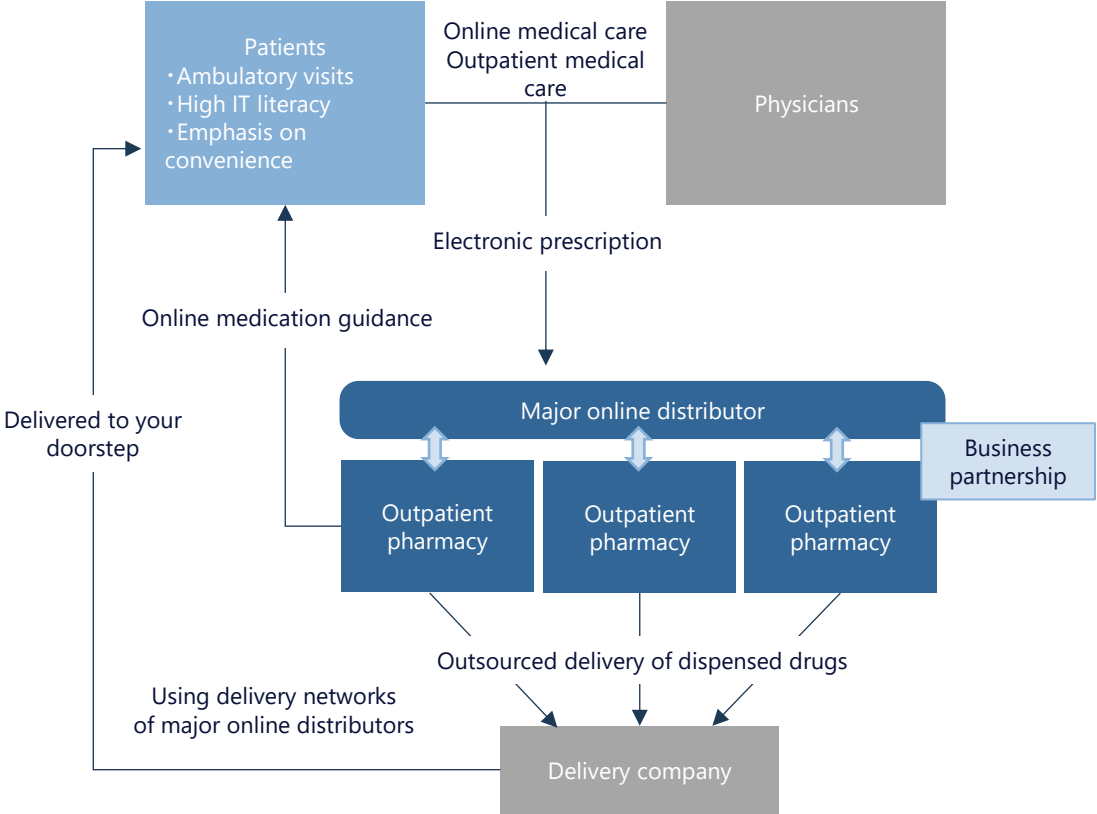 Patients
・Ambulatory visits
・High IT literacy
・Emphasis on
convenience
Online medical care
Outpatient medical
care
Physicians
Electronic prescription
Online medication guidance
Major online distributor
Business
partnership
Delivered to your
doorstep
Outpatient
pharmacy
Outpatient
pharmacy
Outpatient
pharmacy
Outsourced delivery of dispensed drugs
Using delivery networks
of major online distributors
Delivery company